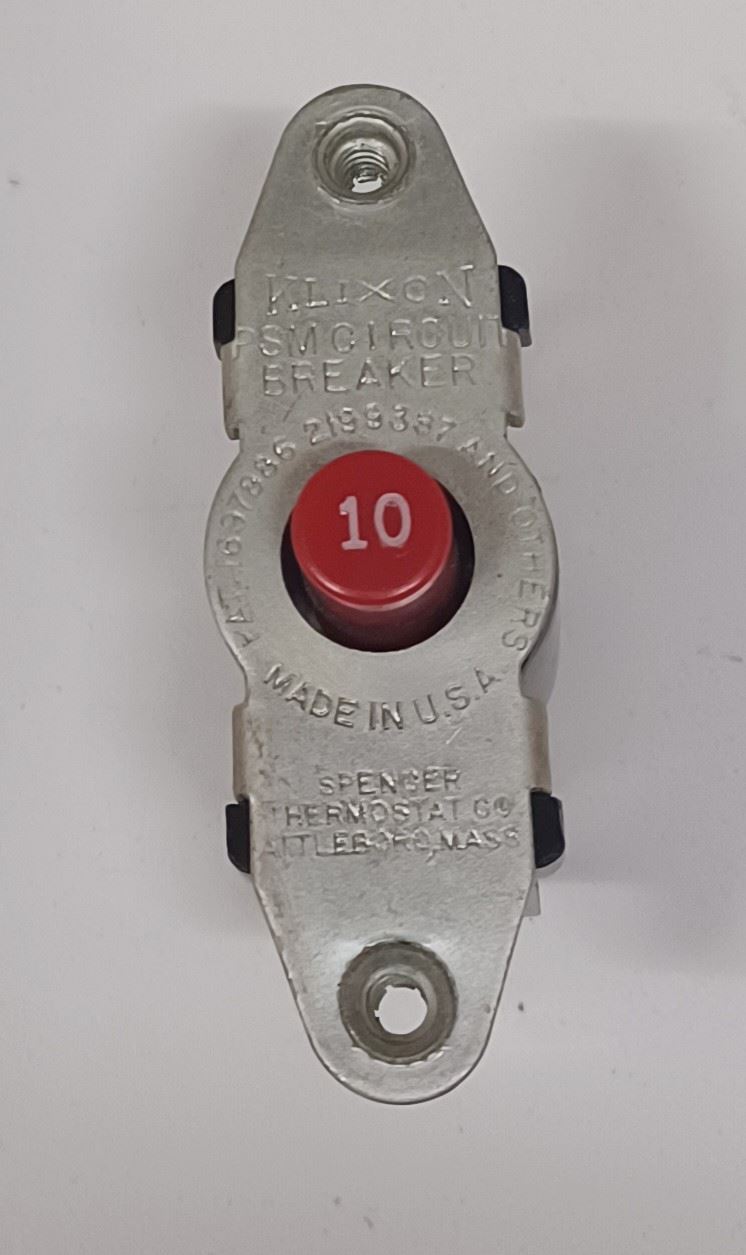 KLIXON
PSM CIRCUIT
BREAKER
PAT. 1697886 2199387 AND OTHERS
10
MADE IN U.S.A.
SPENCER
THERMOSTAT CO
ATTLEBORO, MASS